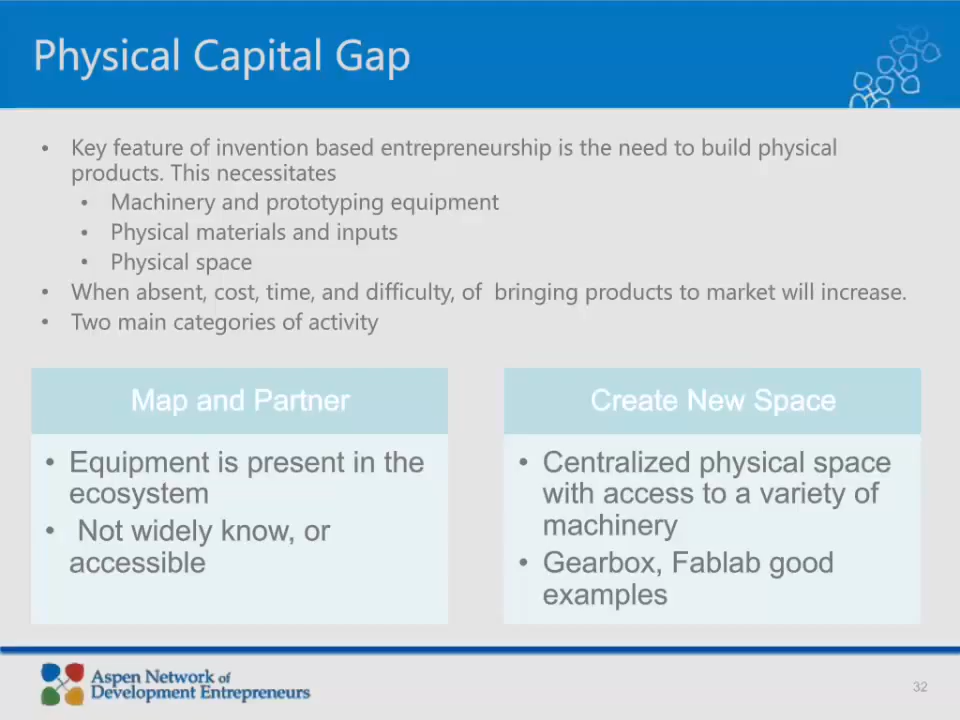 Physical Capital Gap
• Key feature of invention based entrepreneurship is the need to build physical
products. This necessitates
• Machinery and prototyping equipment
• Physical materials and inputs
• Physical space
• When absent, cost, time, and difficulty, of  bringing products to market will increase.
• Two main categories of activity
Map and Partner
• Equipment is present in the
ecosystem
•  Not widely know, or
accessible
Create New Space
• Centralized physical space
with access to a variety of
machinery
• Gearbox, Fablab good
examples
Aspen Network of
Development Entrepreneurs
32